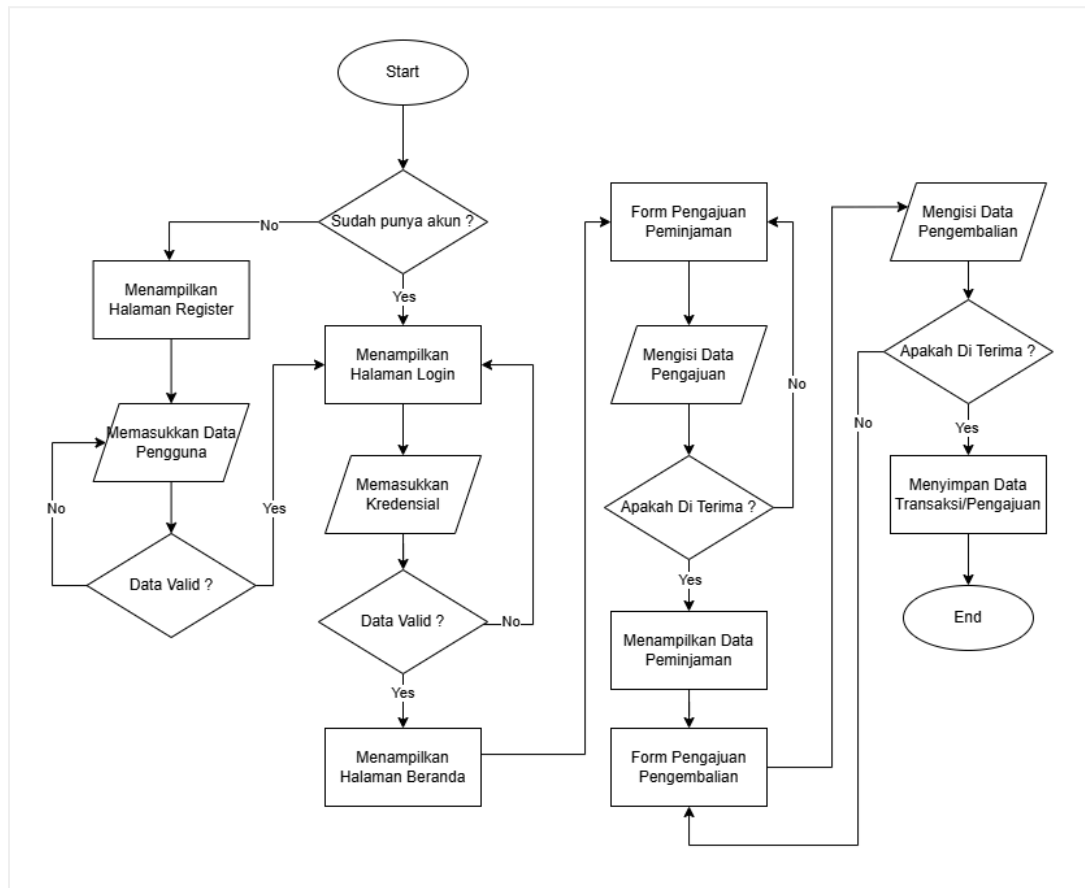 Start
Sudah punya akun ?
No
Menampilkan
Halaman Register
Memasukkan Data
Pengguna
No
Data Valid ?
Yes
Yes
Menampilkan
Halaman Login
Memasukkan
Kredensial
Data Valid ?
No
Yes
Menampilkan
Halaman Beranda
Form Pengajuan
Peminjaman
Mengisi Data
Pengajuan
No
Apakah Di Terima ?
Yes
Menampilkan Data
Peminjaman
Form Pengajuan
Pengembalian
Mengisi Data
Pengembalian
Apakah Di Terima ?
No
Yes
Menyimpan Data
Transaksi/Pengajuan
End